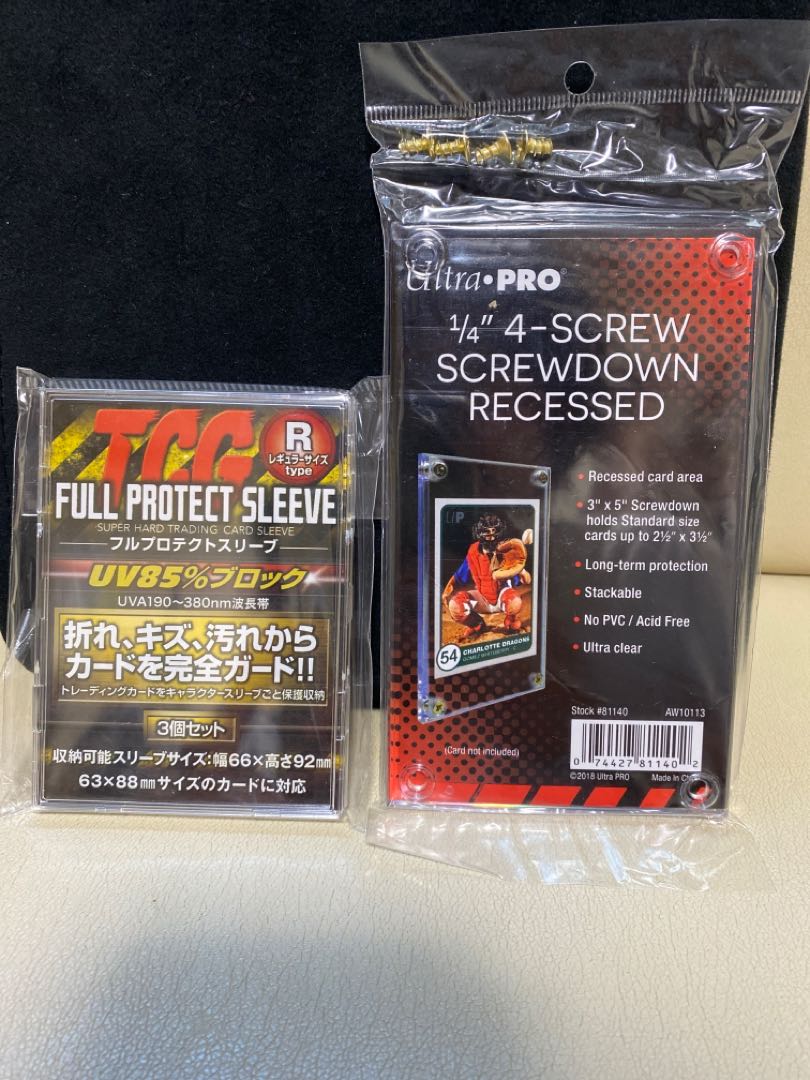 TCG
R
レギュラーサイズ
type
FULL PROTECT SLEEVE
SUPER HARD TRADING CARD SLEEVE
フルプロテクトスリーブ
UV85%ブロック
UVA190～380nm波長帯
折れ、キズ、汚れから
カードを完全ガード!!
トレーディングカードをキャラクタースリーブごと保護収納
3個セット
収納可能スリーブサイズ:幅66×高さ92mm
63×88mmサイズのカードに対応
Ultra•PRO®
1/4" 4-SCREW
SCREWDOWN
RECESSED
• Recessed card area
• 3" x 5" Screwdown
holds Standard size
cards up to 2½" x 3½"
• Long-term protection
• Stackable
• No PVC / Acid Free
• Ultra clear
UP
54
CHARLOTTE DRAGONS
(Card not included)
Stock #81140
AW10113
0 74427 81140 2
©2018 Ultra PRO
Made in China